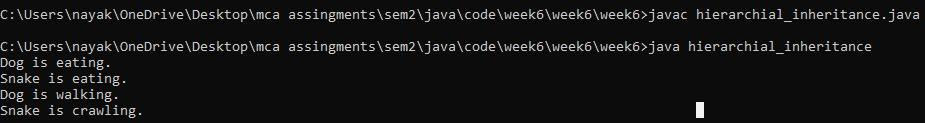 C:\Users\nayak\OneDrive\Desktop\mca assingments\sem2\java\code\week6\week6\week6>javac hierarchial_inheritance.java
C:\Users\nayak\OneDrive\Desktop\mca assingments\sem2\java\code\week6\week6\week6>java hierarchial_inheritance
Dog is eating.
Snake is eating.
Dog is walking.
Snake is crawling.